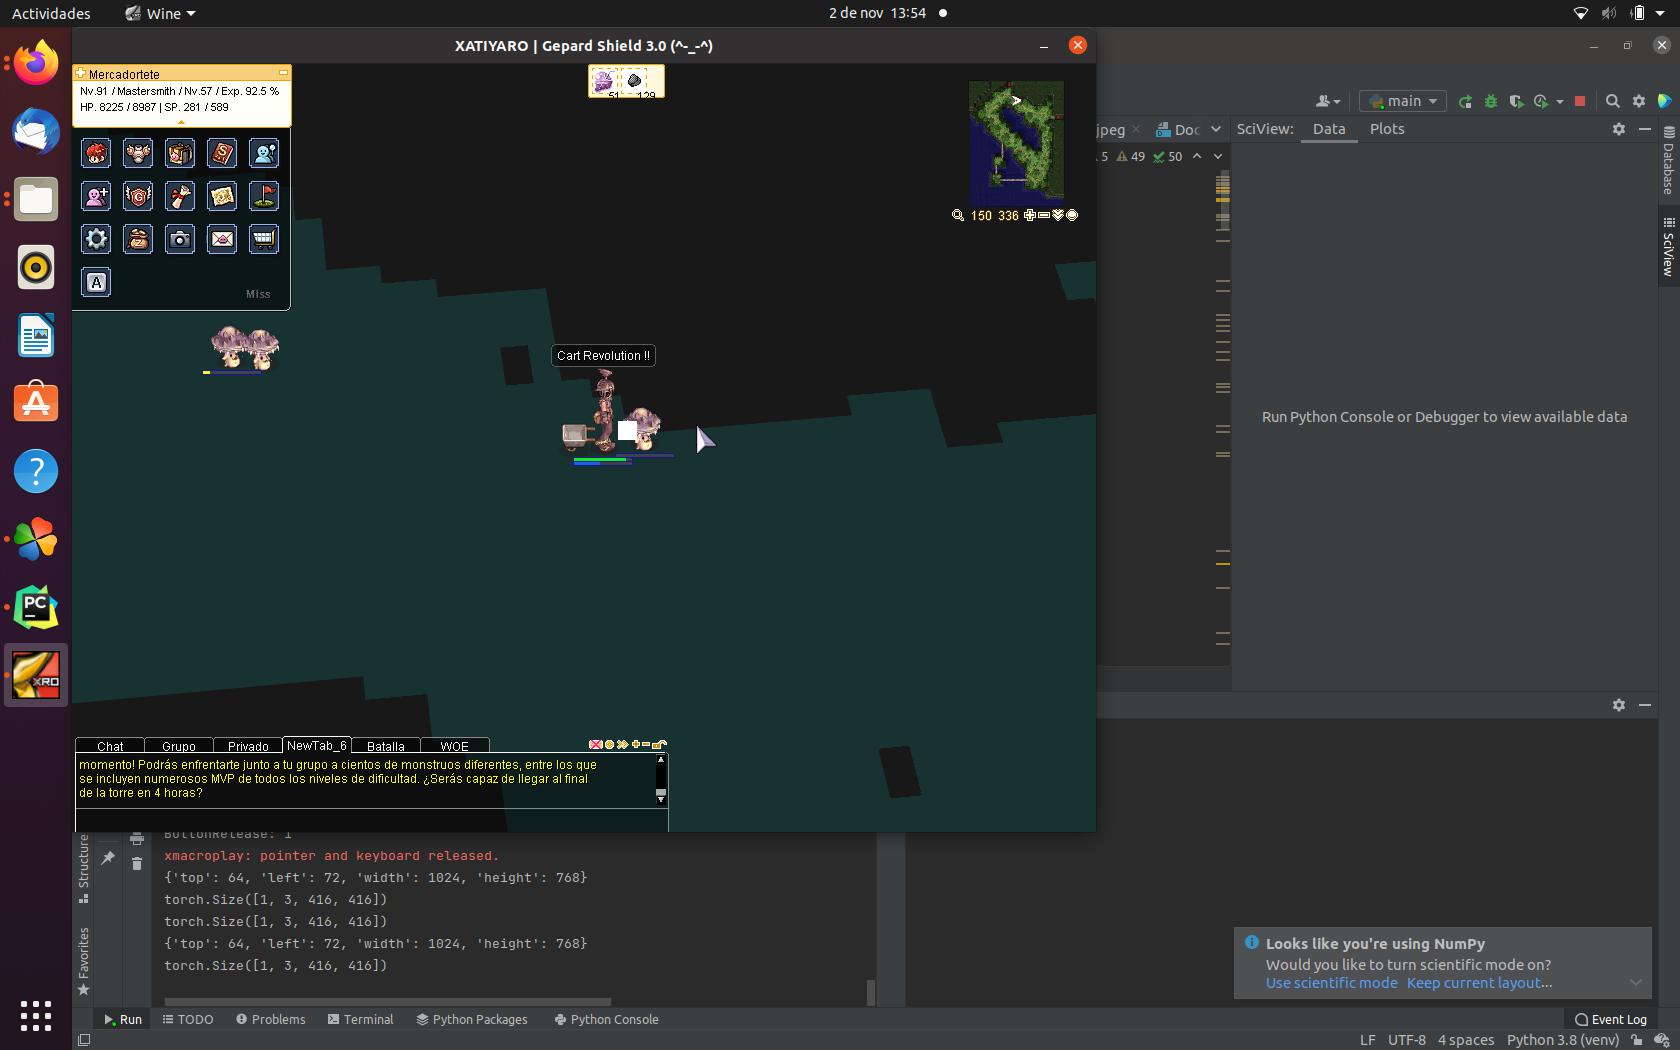 Actividades
Wine
2 de nov 13:54
XATIYARO | Gepard Shield 3.0 (^-_-^)
Mercadortete
Nv.91 / Mastersmith / Nv.57 / Exp. 92.5 %
HP. 8225 / 8987 | SP. 281 / 589
51 129
A
Miss
150 336
Cart Revolution !!
Chat Grupo Privado NewTab_6 Batalla WOE
momento! Podrás enfrentarte junto a tu grupo a cientos de monstruos diferentes, entre los que
se incluyen numerosos MVP de todos los niveles de dificultad. ¿Serás capaz de llegar al final
de la torre en 4 horas?
main
jpeg
Doc
SciView: Data Plots
5 49 50
Database
SciView
Run Python Console or Debugger to view available data
PC
XRO
ButtonRelease: 1
xmacroplay: pointer and keyboard released.
{'top': 64, 'left': 72, 'width': 1024, 'height': 768}
torch.Size([1, 3, 416, 416])
torch.Size([1, 3, 416, 416])
{'top': 64, 'left': 72, 'width': 1024, 'height': 768}
torch.Size([1, 3, 416, 416])
Structure
Favorites
Looks like you're using NumPy
Would you like to turn scientific mode on?
Use scientific mode Keep current layout...
Run TODO Problems Terminal Python Packages Python Console
Event Log
LF UTF-8 4 spaces Python 3.8 (venv)